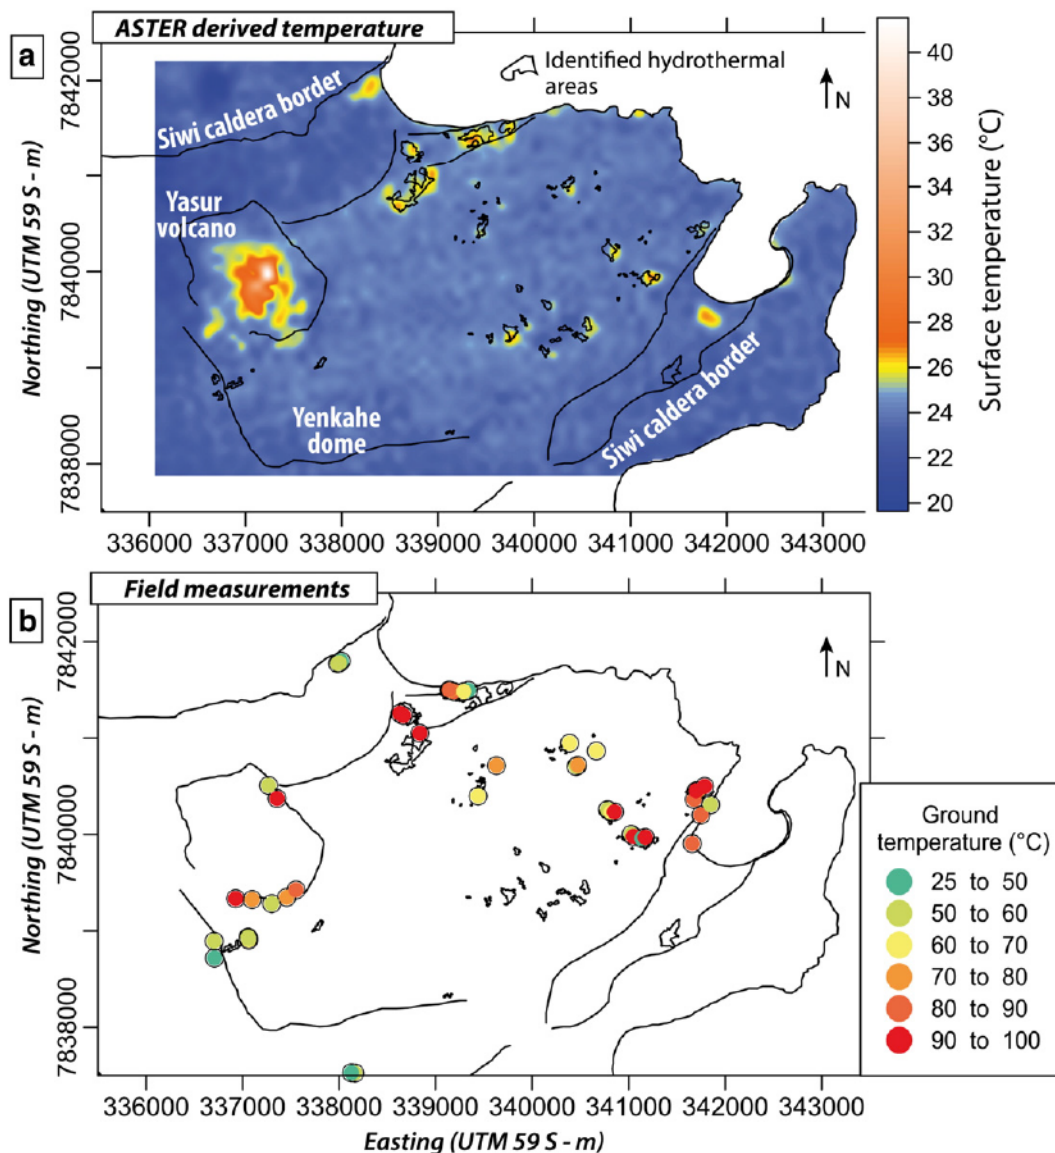 a
ASTER derived temperature
Identified hydrothermal
areas
N
Siwi caldera border
Yasur
volcano
Yenkahe
dome
Siwi caldera border
Northing (UTM 59 S - m)
7842000
7840000
7838000
336000 337000 338000 339000 340000 341000 342000 343000
Surface temperature (°C)
40
38
36
34
32
30
28
26
24
22
20
b
Field measurements
N
Northing (UTM 59 S - m)
7842000
7840000
7838000
336000 337000 338000 339000 340000 341000 342000 343000
Easting (UTM 59 S - m)
Ground
temperature (°C)
25 to 50
50 to 60
60 to 70
70 to 80
80 to 90
90 to 100